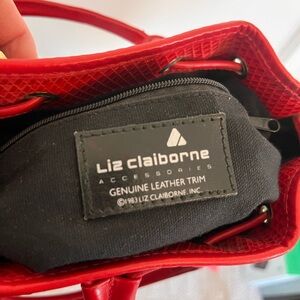 Liz claiborne
ACCESSORIES
GENUINE LEATHER TRIM
©1983 LIZ CLAIBORNE. INC.